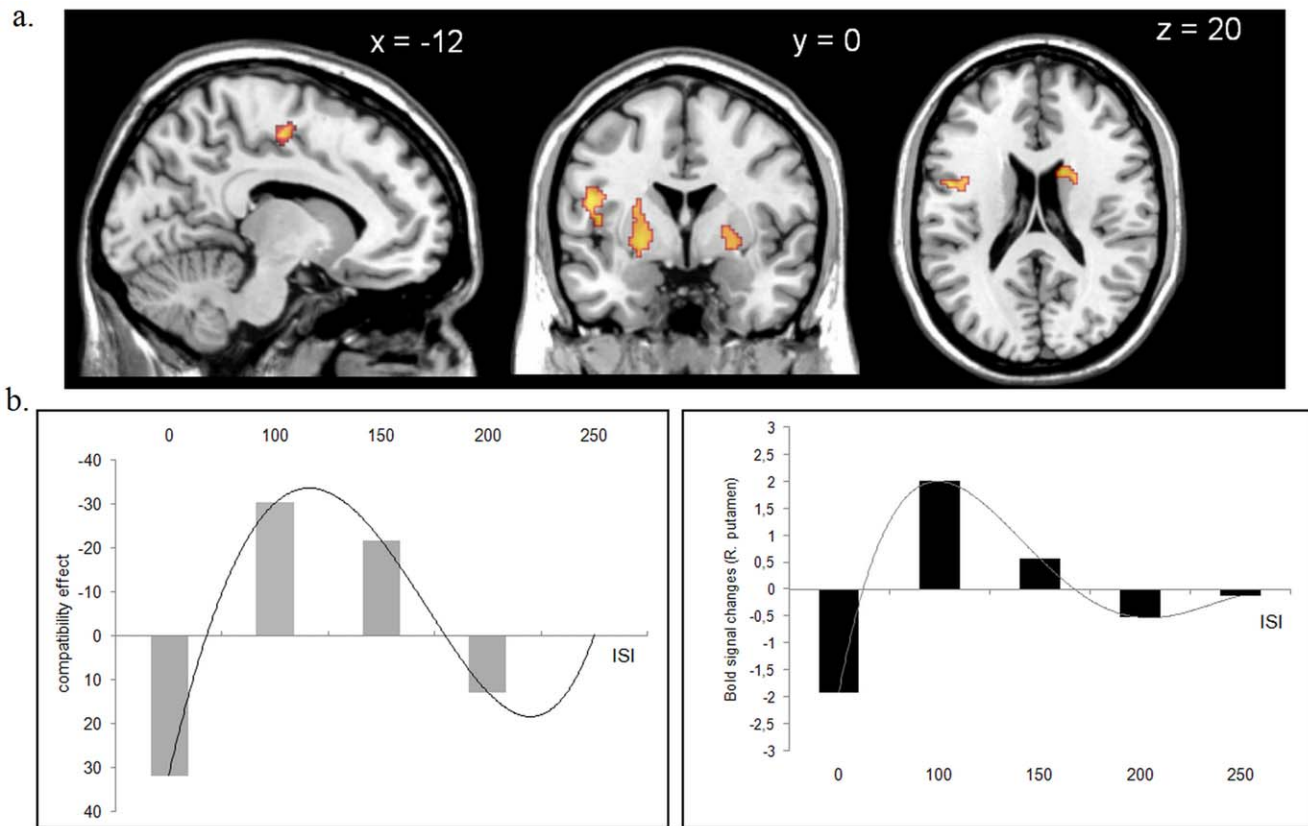 a.
x = -12
y = 0
z = 20
b.
0 100 150 200 250
-40
-30
-20
-10
0
10
20
30
40
compatibility effect
ISI
3
2,5
2
1,5
1
0,5
0
-0,5
-1
-1,5
-2
-2,5
-3
Bold signal changes (R. putamen)
ISI
0 100 150 200 250